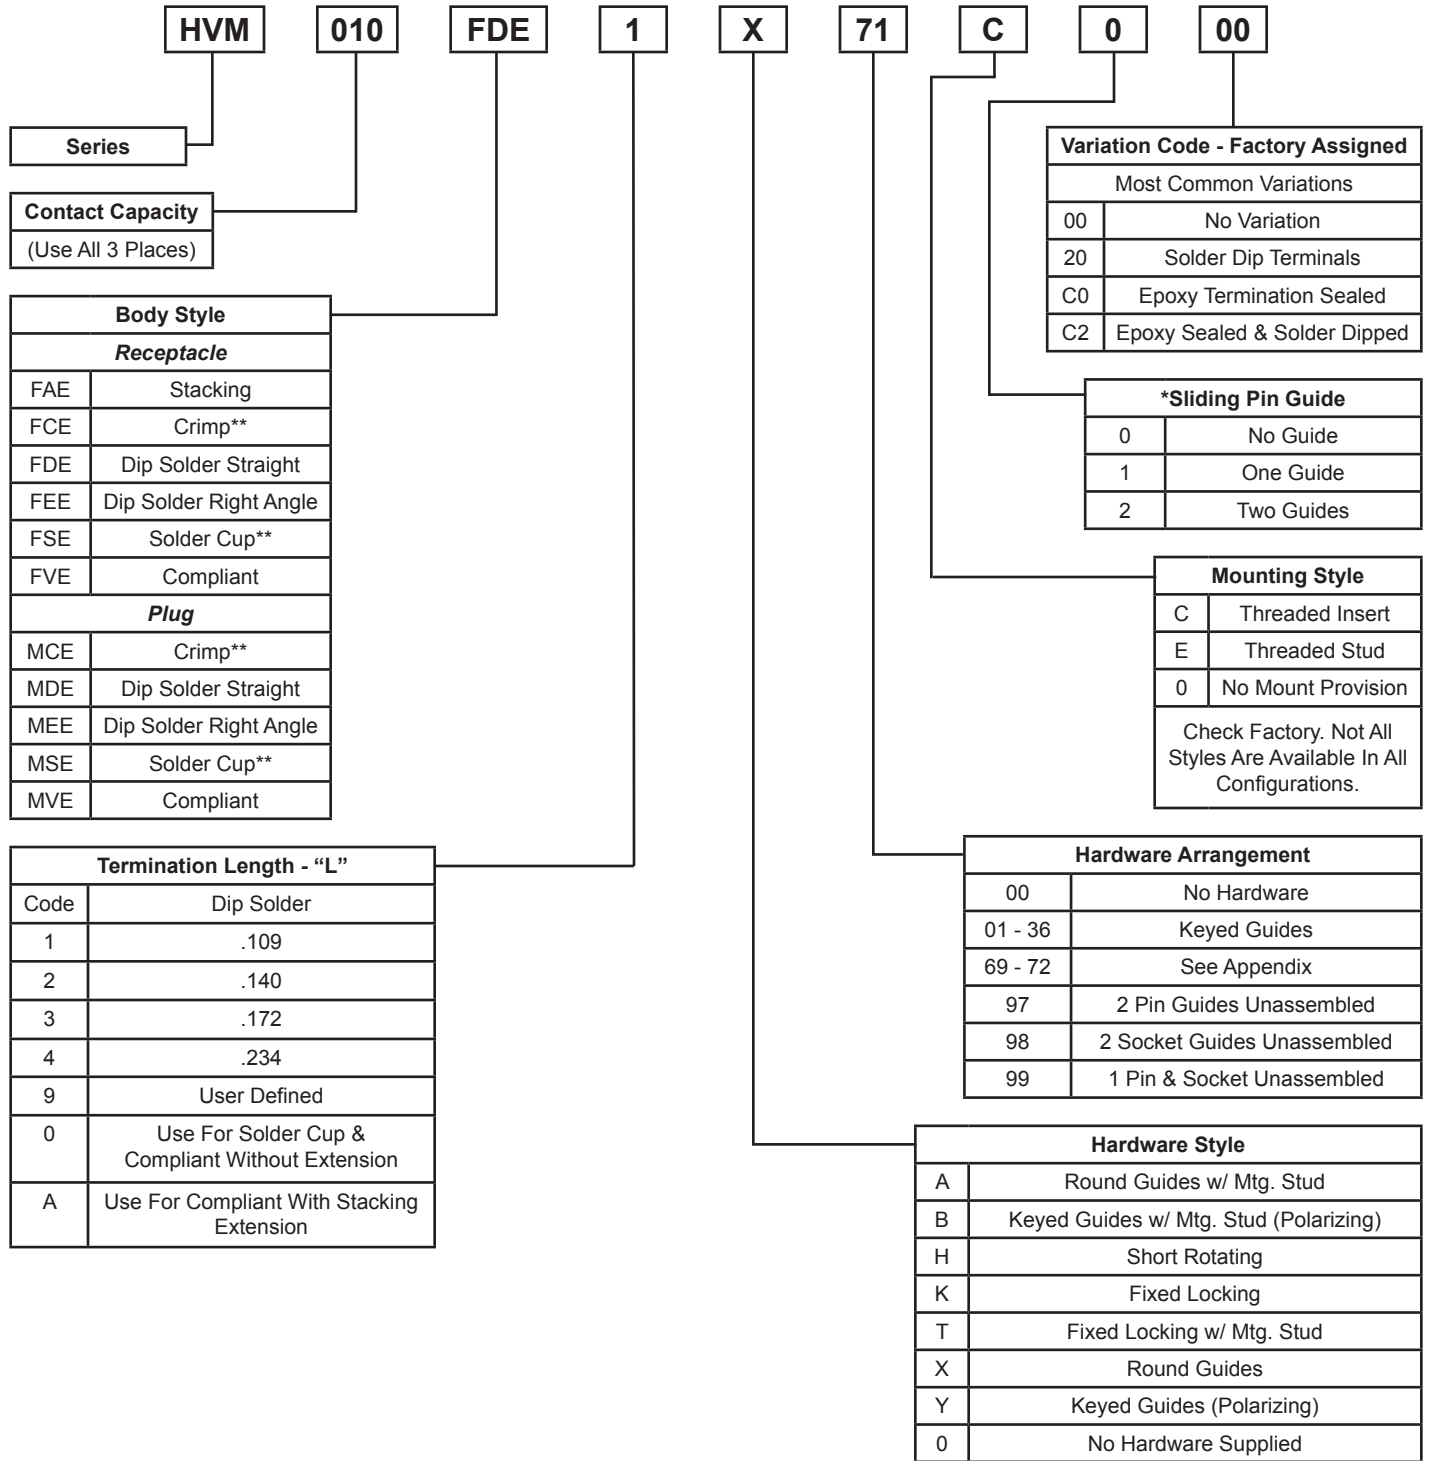 HVM 010 FDE 1 X 71 C 0 00
Series
Contact Capacity
(Use All 3 Places)
Body Style
Receptacle
FAE Stacking
FCE Crimp**
FDE Dip Solder Straight
FEE Dip Solder Right Angle
FSE Solder Cup**
FVE Compliant
Plug
MCE Crimp**
MDE Dip Solder Straight
MEE Dip Solder Right Angle
MSE Solder Cup**
MVE Compliant
Termination Length - “L”
Code Dip Solder
1 .109
2 .140
3 .172
4 .234
9 User Defined
0 Use For Solder Cup &
Compliant Without Extension
A Use For Compliant With Stacking
Extension
Variation Code - Factory Assigned
Most Common Variations
00 No Variation
20 Solder Dip Terminals
C0 Epoxy Termination Sealed
C2 Epoxy Sealed & Solder Dipped
*Sliding Pin Guide
0 No Guide
1 One Guide
2 Two Guides
Mounting Style
C Threaded Insert
E Threaded Stud
0 No Mount Provision
Check Factory. Not All
Styles Are Available In All
Configurations.
Hardware Arrangement
00 No Hardware
01 - 36 Keyed Guides
69 - 72 See Appendix
97 2 Pin Guides Unassembled
98 2 Socket Guides Unassembled
99 1 Pin & Socket Unassembled
Hardware Style
A Round Guides w/ Mtg. Stud
B Keyed Guides w/ Mtg. Stud (Polarizing)
H Short Rotating
K Fixed Locking
T Fixed Locking w/ Mtg. Stud
X Round Guides
Y Keyed Guides (Polarizing)
0 No Hardware Supplied